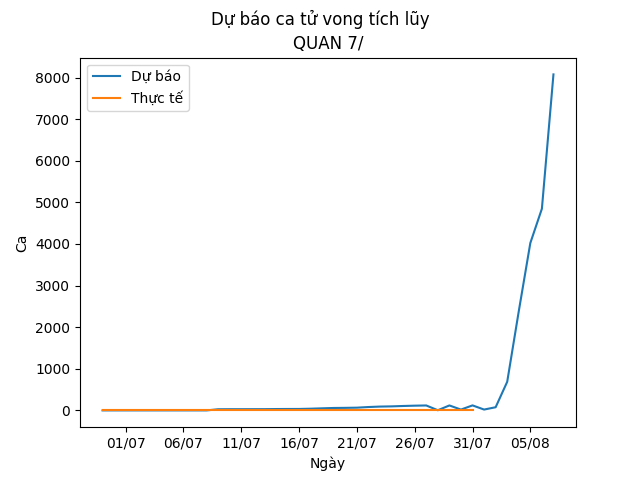 Dự báo ca tử vong tích lũy
QUAN 7/
Dự báo
Thực tế
8000
7000
6000
5000
4000
3000
2000
1000
0
Ca
01/07 06/07 11/07 16/07 21/07 26/07 31/07 05/08
Ngày